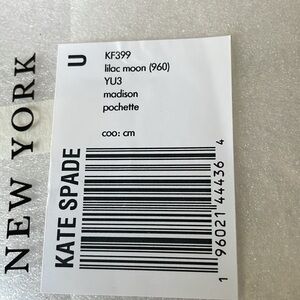 NEW YORK
KATE SPADE
U
KF399
lilac moon (960)
YU3
madison
pochette
coo: cm
1 96021 44436 4